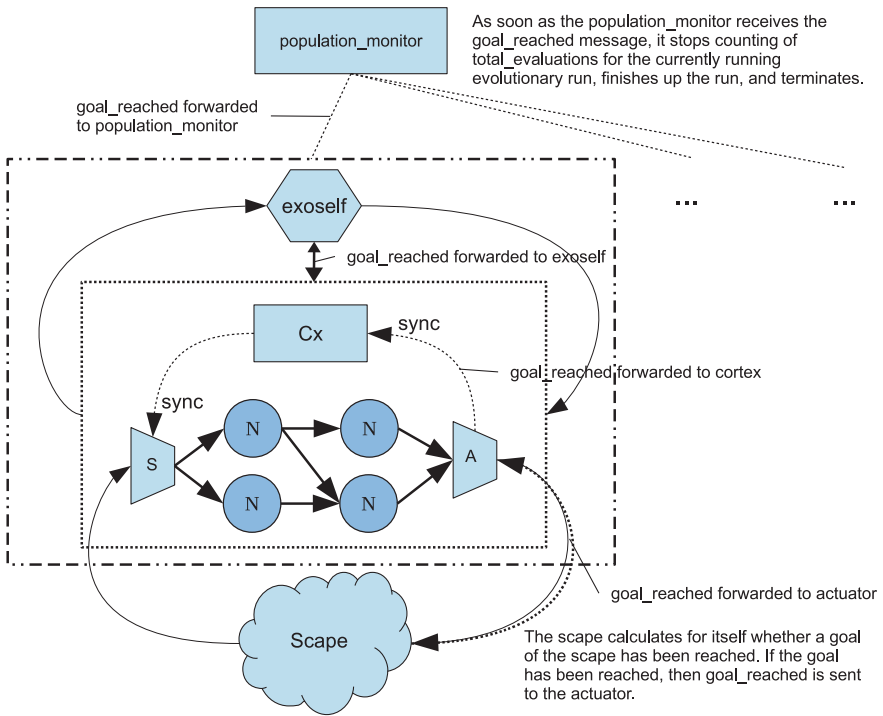 population_monitor
As soon as the population_monitor receives the
goal_reached message, it stops counting of
total_evaluations for the currently running
evolutionary run, finishes up the run, and terminates.
goal_reached forwarded
to population_monitor
exoself
...
...
goal_reached forwarded to exoself
Cx
sync
goal_reached forwarded to cortex
sync
N
N
S
A
N
N
goal_reached forwarded to actuator
Scape
The scape calculates for itself whether a goal
of the scape has been reached. If the goal
has been reached, then goal_reached is sent
to the actuator.